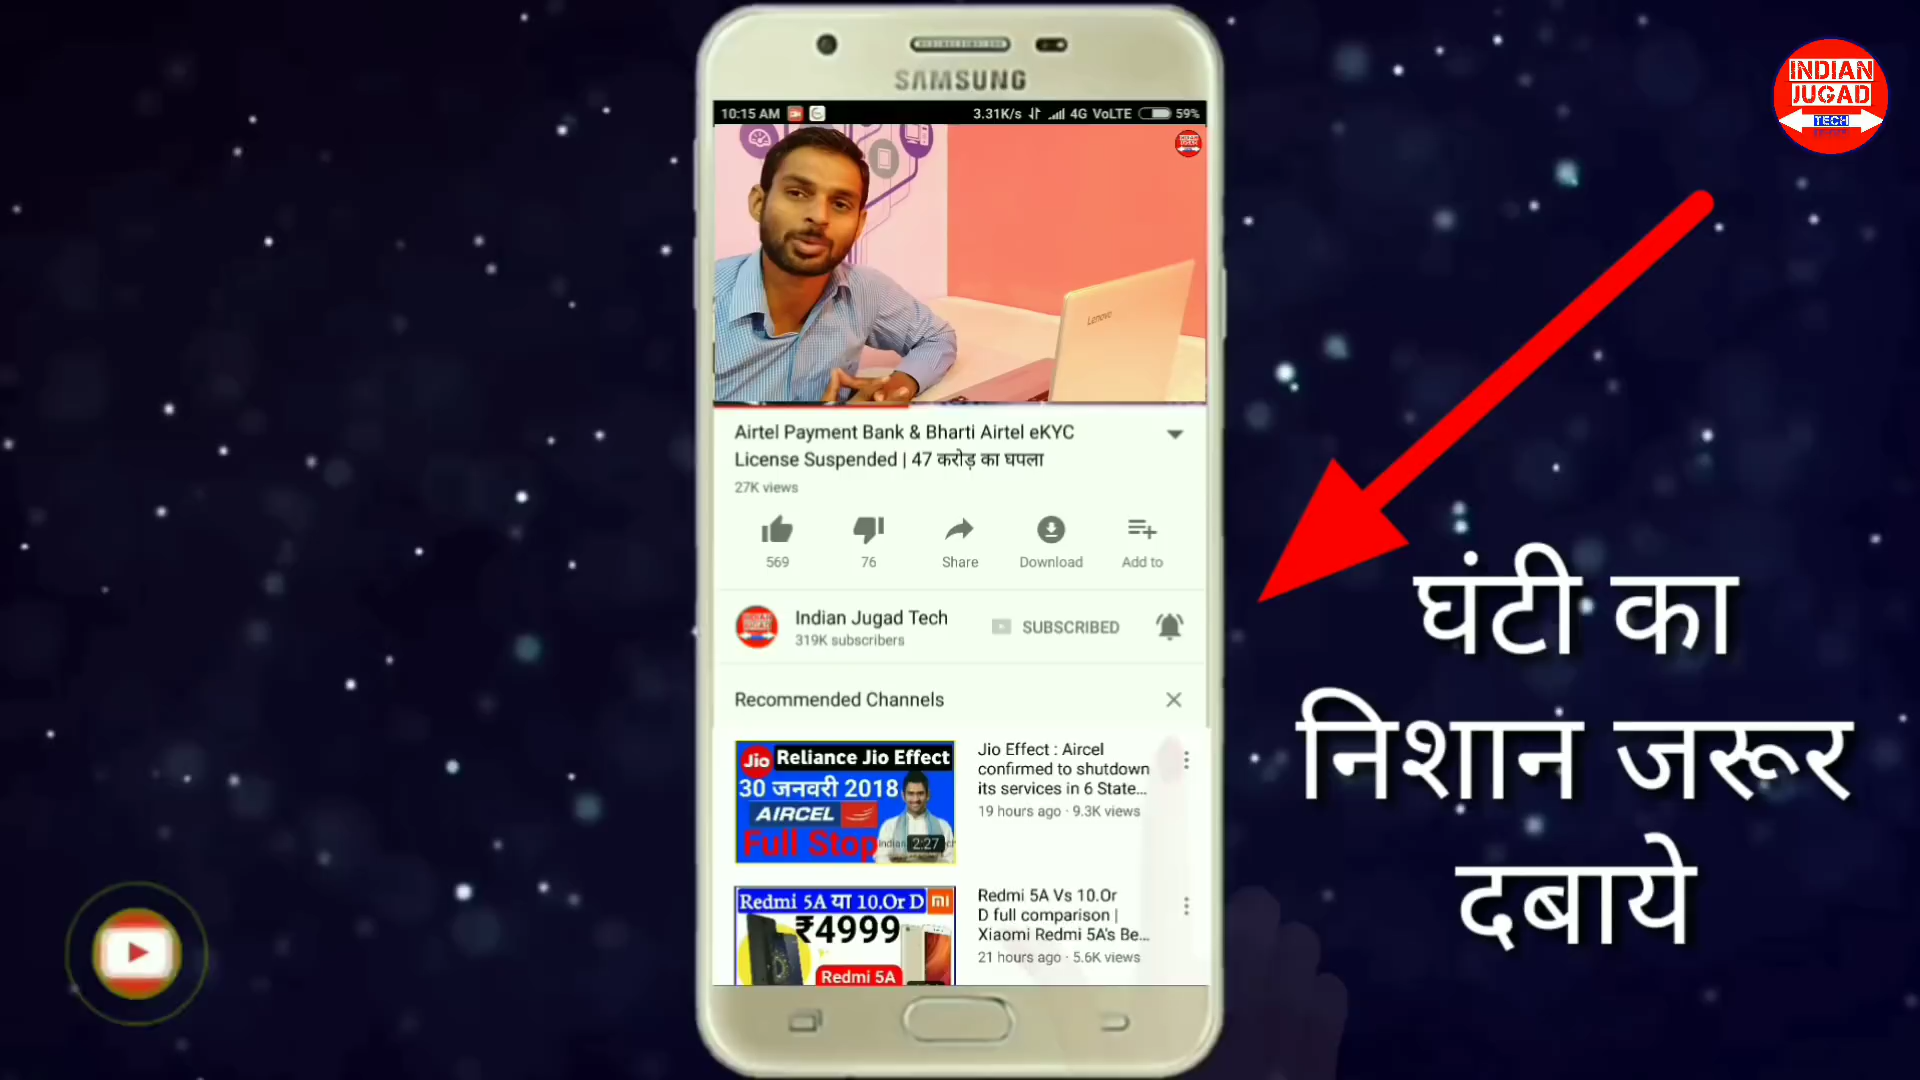 SAMSUNG
10:15 AM
3.31K/s 4G VoLTE 59%
INDIAN
JUGAD
TECH
Lenovo
Airtel Payment Bank & Bharti Airtel eKYC
License Suspended | 47 करोड़ का घपला
27K views
569
76
Share
Download
Add to
Indian Jugad Tech
319K subscribers
SUBSCRIBED
Recommended Channels
Jio Reliance Jio Effect
30 जनवरी 2018
AIRCEL
Full Stop
2:27
Jio Effect : Aircel
confirmed to shutdown
its services in 6 State...
19 hours ago · 9.3K views
Redmi 5A या 10.Or D mi
₹4999
Redmi 5A
Redmi 5A Vs 10.Or
D full comparison |
Xiaomi Redmi 5A's Be...
21 hours ago · 5.6K views
घंटी का
निशान जरूर
दबाये